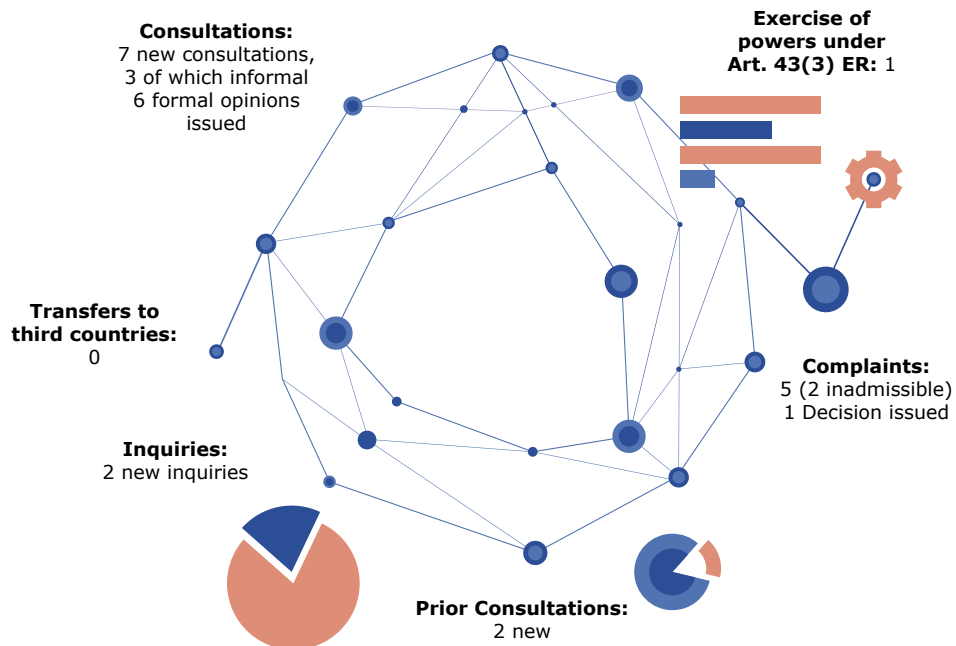 Consultations:
7 new consultations,
3 of which informal
6 formal opinions
issued
Exercise of
powers under
Art. 43(3) ER: 1
Transfers to
third countries:
0
Complaints:
5 (2 inadmissible)
1 Decision issued
Inquiries:
2 new inquiries
Prior Consultations:
2 new